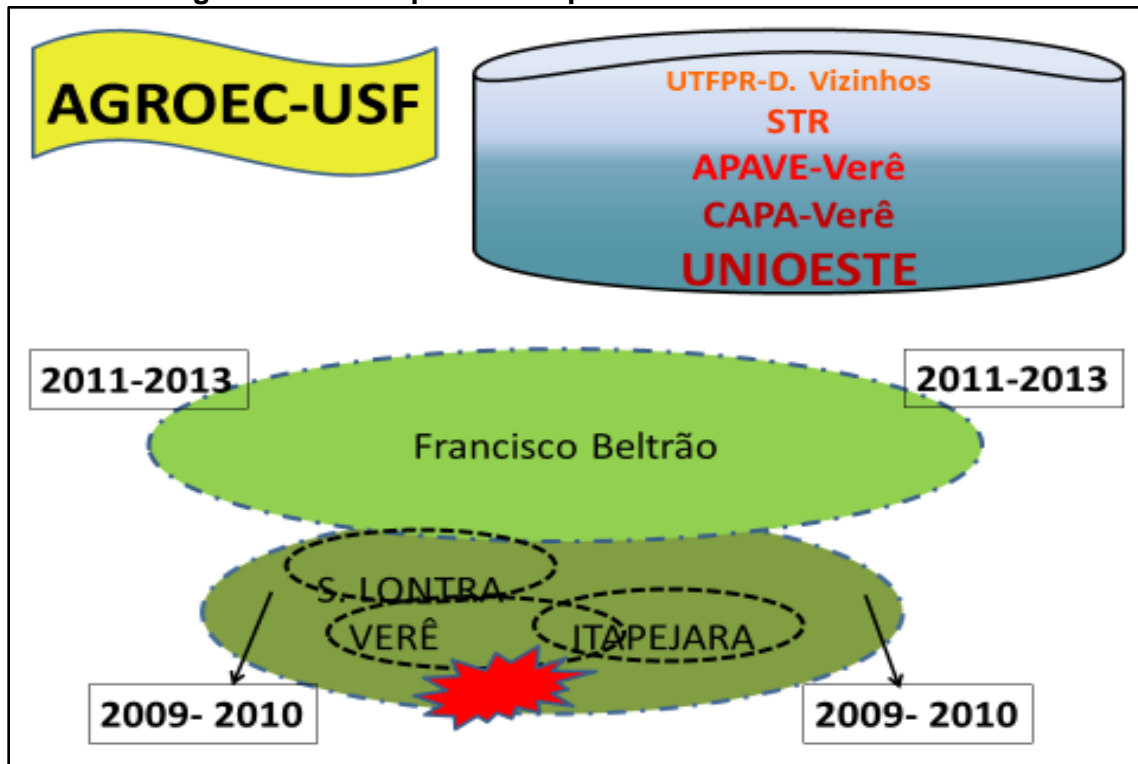 AGROEC-USF
UTFPR-D. Vizinhos
STR
APAVE-Verê
CAPA-Verê
UNIOESTE
2011-2013
2011-2013
Francisco Beltrão
S. LONTRA
VERÊ
ITAPEJARA
2009- 2010
2009- 2010